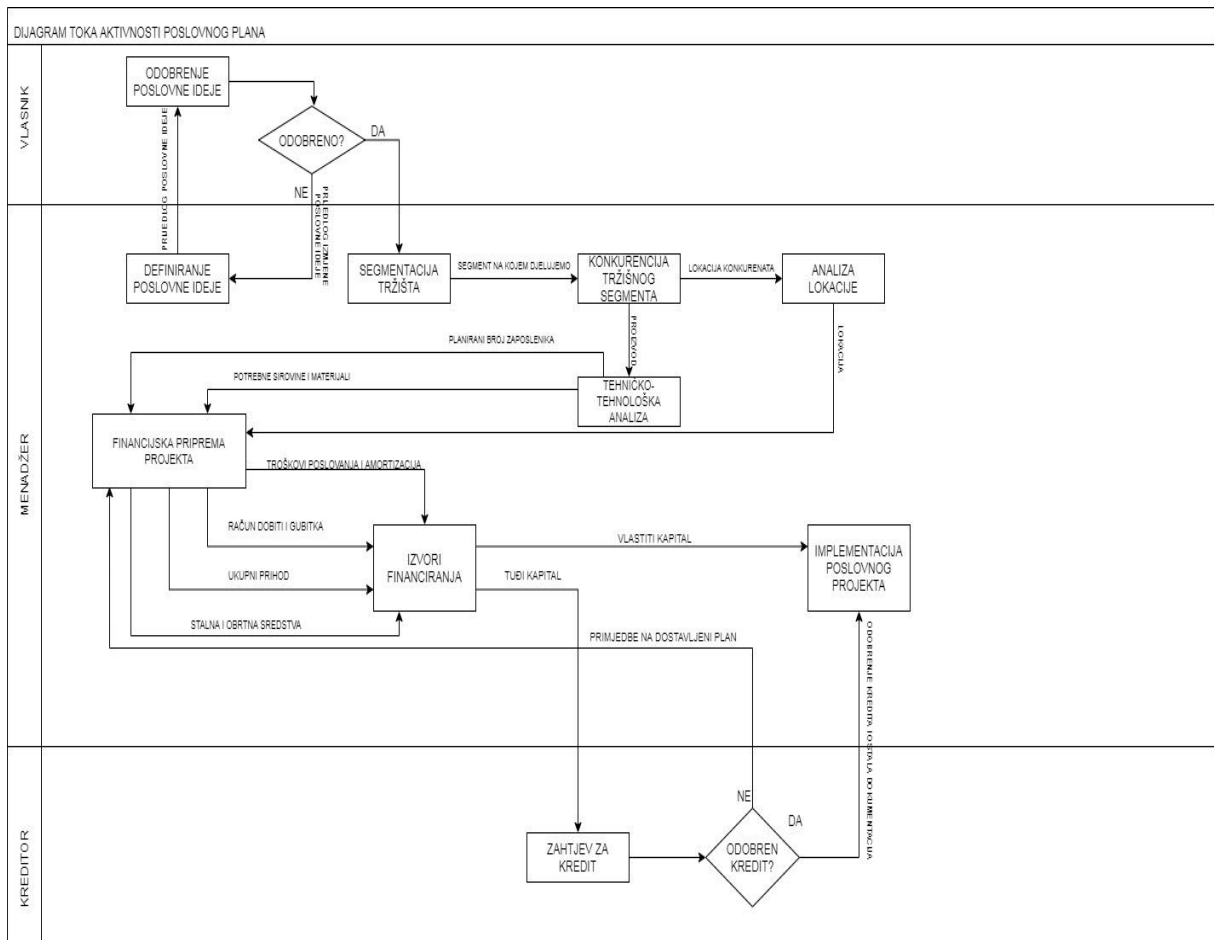 DIJAGRAM TOKA AKTIVNOSTI POSLOVNOG PLANA
VLASNIK
ODOBRENJE
POSLOVNE IDEJE
ODOBRENO?
DA
NE
PRIJEDLOG POSLOVNE IDEJE
PRIJEDLOG IZMJENE
POSLOVNE IDEJE
MENADŽER
DEFINIRANJE
POSLOVNE IDEJE
SEGMENTACIJA
TRŽIŠTA
SEGMENT NA KOJEM DJELUJEMO
KONKURENCIJA
TRŽIŠNOG
SEGMENTA
LOKACIJA KONKURENATA
ANALIZA
LOKACIJE
PROIZVOD
LOKACIJA
PLANIRANI BROJ ZAPOSLENIKA
POTREBNE SIROVINE I MATERIJALI
TEHNIČKO-
TEHNOLOŠKA
ANALIZA
FINANCIJSKA PRIPREMA
PROJEKTA
TROŠKOVI POSLOVANJA I AMORTIZACIJA
RAČUN DOBITI I GUBITKA
UKUPNI PRIHOD
STALNA I OBRTNA SREDSTVA
IZVORI
FINANCIRANJA
VLASTITI KAPITAL
TUĐI KAPITAL
IMPLEMENTACIJA
POSLOVNOG
PROJEKTA
PRIMJEDBE NA DOSTAVLJENI PLAN
ODOBRENJE KREDITA I OSTALA DOKUMENTACIJA
KREDITOR
ZAHTJEV ZA
KREDIT
NE
DA
ODOBREN
KREDIT?